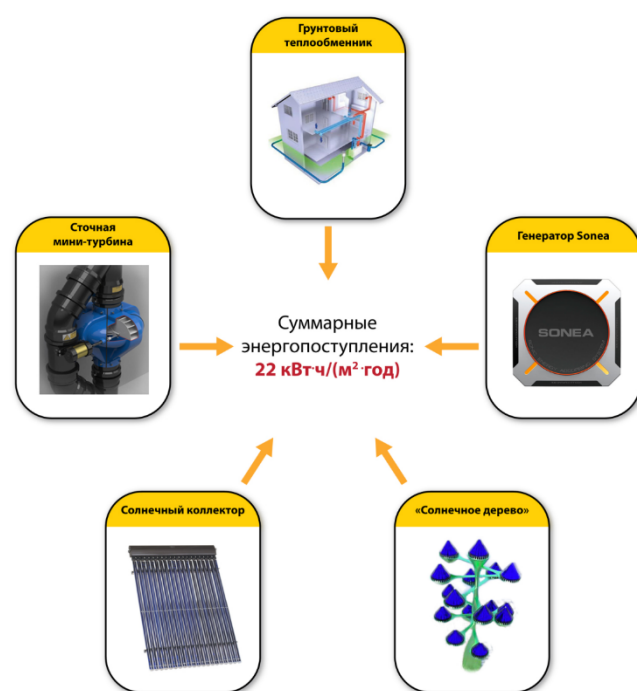 Грунтовый
теплообменник
Сточная
мини-турбина
Генератор Sonea
SONEA
Суммарные
энергопоступления:
22 кВт·ч/(м²·год)
Солнечный коллектор
«Солнечное дерево»